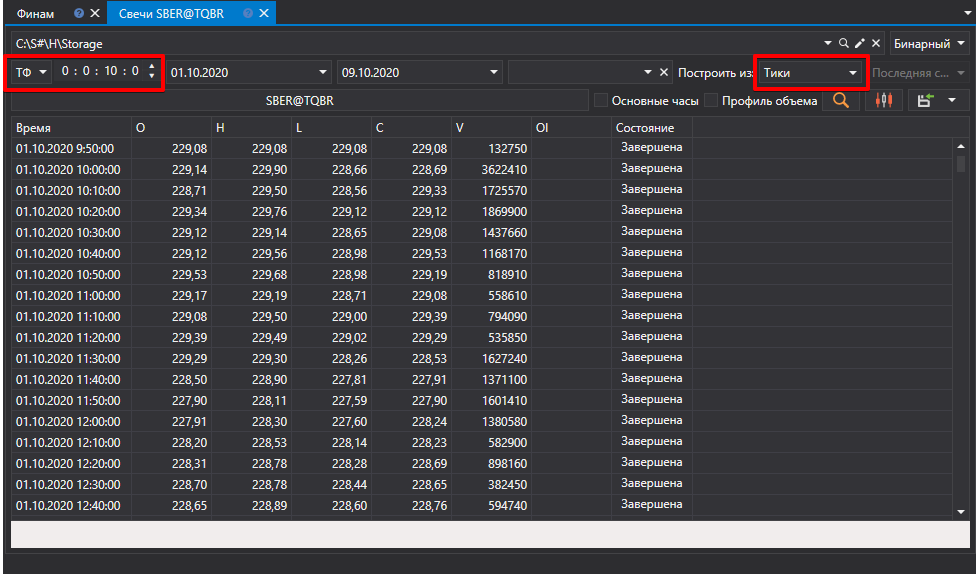 Финам ? Свечи SBER@TQBR ?
C:\S#\H\Storage Бинарный
ТФ 0 : 0 : 10 : 0 01.10.2020 09.10.2020 Построить из: Тики Последняя с...
SBER@TQBR Основные часы Профиль объема
Время O H L C V OI Состояние
01.10.2020 9:50:00 229,08 229,08 229,08 229,08 132750 Завершена
01.10.2020 10:00:00 229,14 229,90 228,66 228,69 3622410 Завершена
01.10.2020 10:10:00 228,71 229,50 228,56 229,33 1725570 Завершена
01.10.2020 10:20:00 229,34 229,76 229,12 229,12 1869900 Завершена
01.10.2020 10:30:00 229,12 229,14 228,65 229,08 1437660 Завершена
01.10.2020 10:40:00 229,12 229,56 228,98 229,53 1168170 Завершена
01.10.2020 10:50:00 229,53 229,68 228,98 229,19 818910 Завершена
01.10.2020 11:00:00 229,17 229,19 228,71 229,08 558610 Завершена
01.10.2020 11:10:00 229,08 229,50 229,00 229,39 794090 Завершена
01.10.2020 11:20:00 229,39 229,49 229,02 229,29 535850 Завершена
01.10.2020 11:30:00 229,29 229,30 228,26 228,53 1627240 Завершена
01.10.2020 11:40:00 228,50 228,90 227,81 227,91 1371100 Завершена
01.10.2020 11:50:00 227,90 228,11 227,59 227,90 1601410 Завершена
01.10.2020 12:00:00 227,91 228,30 227,60 228,24 1380580 Завершена
01.10.2020 12:10:00 228,20 228,53 228,14 228,23 582900 Завершена
01.10.2020 12:20:00 228,31 228,78 228,28 228,69 898160 Завершена
01.10.2020 12:30:00 228,70 228,78 228,44 228,65 382450 Завершена
01.10.2020 12:40:00 228,65 228,89 228,60 228,76 594740 Завершена